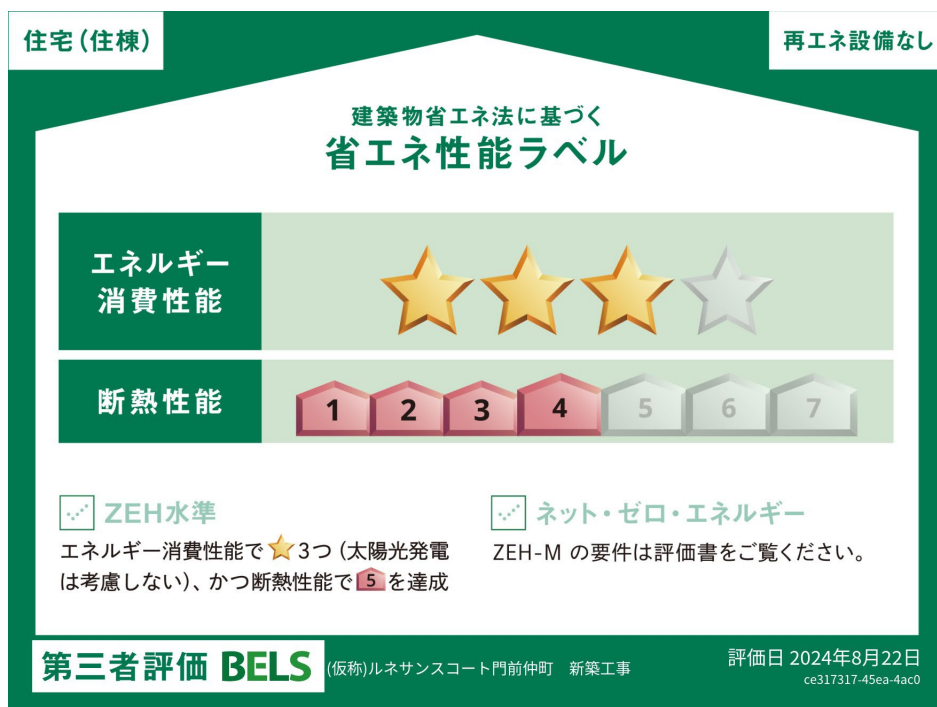 住宅(住棟)
再エネ設備なし
建築物省エネ法に基づく
省エネ性能ラベル
エネルギー
消費性能
断熱性能
1 2 3 4 5 6 7
ZEH水準
エネルギー消費性能で 3つ(太陽光発電
は考慮しない)、かつ断熱性能で 5 を達成
ネット・ゼロ・エネルギー
ZEH-M の要件は評価書をご覧ください。
第三者評価 BELS
(仮称)ルネサンスコート門前仲町 新築工事
評価日 2024年8月22日
ce317317-45ea-4ac0